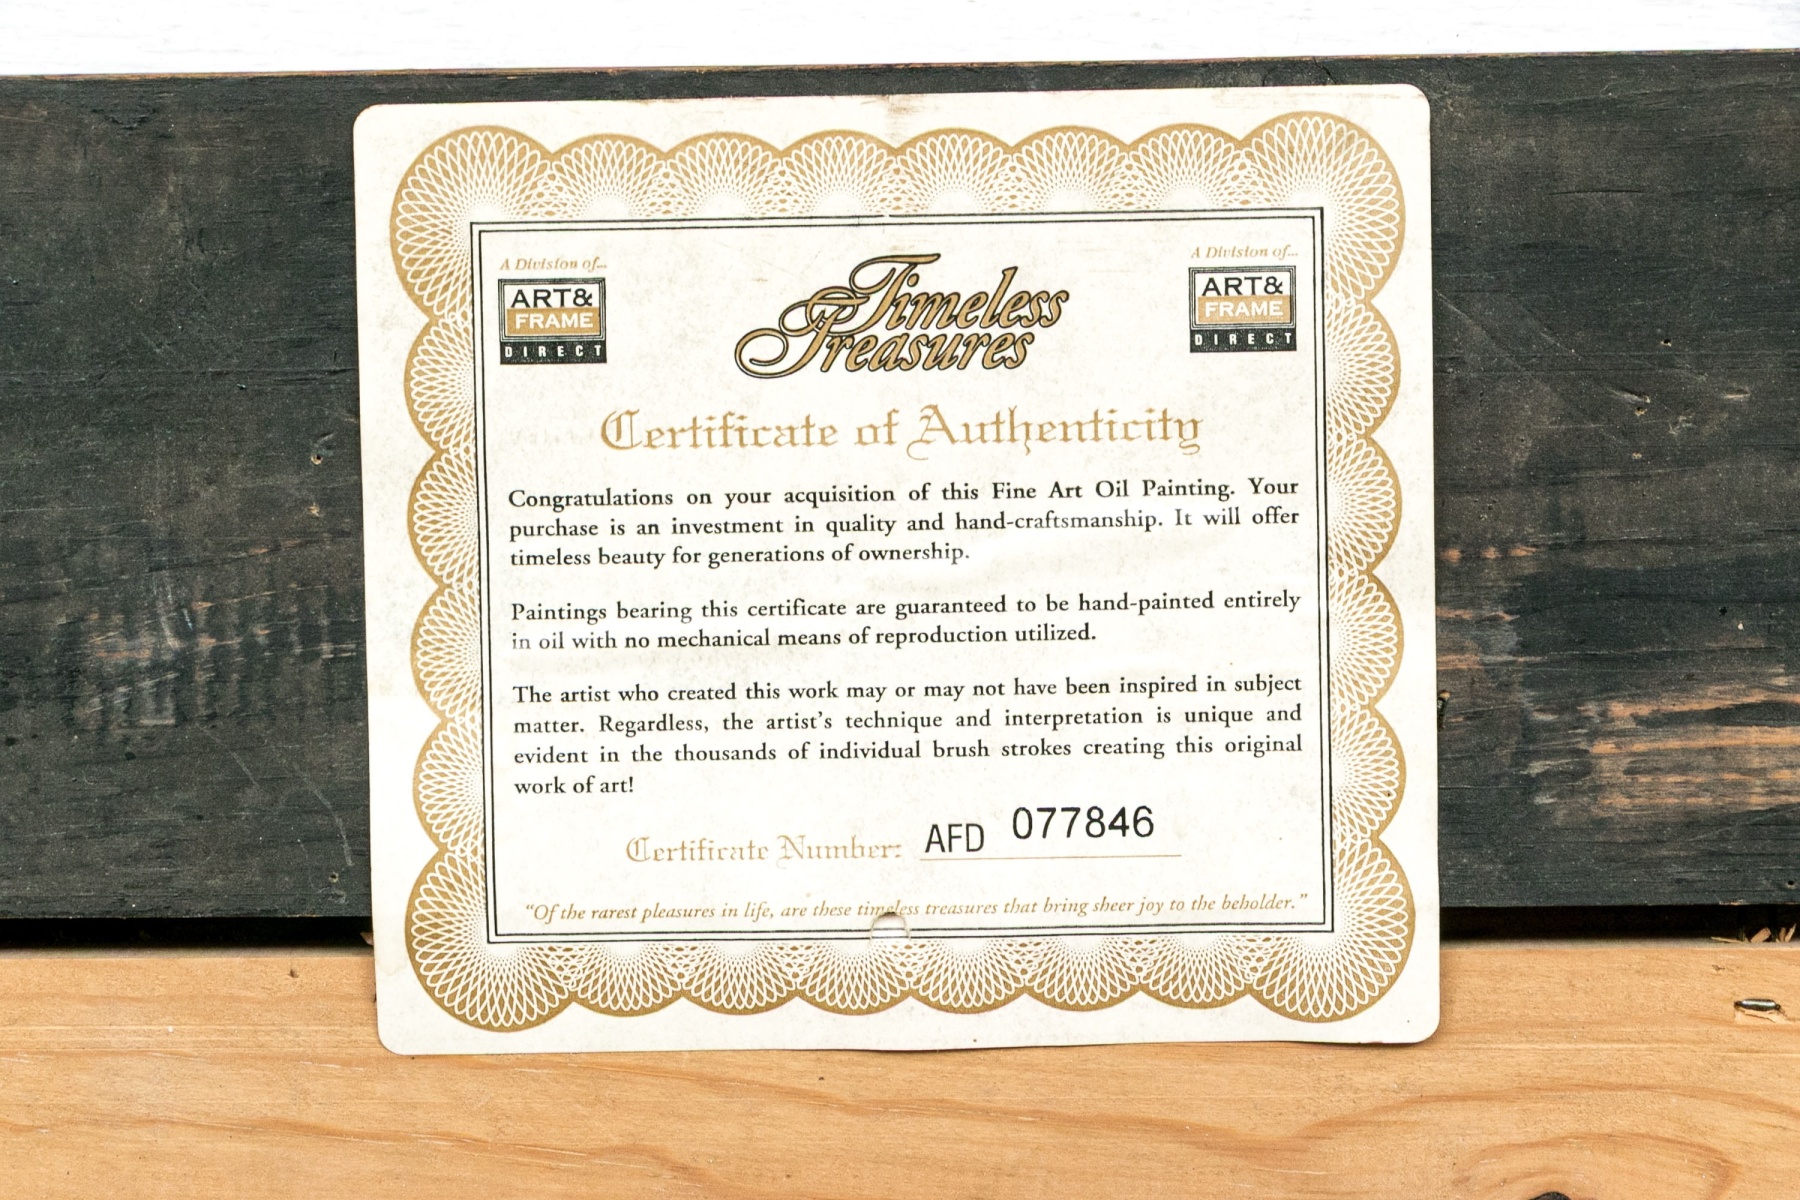 A Division of...
ART&
FRAME
DIRECT
Timeless
Treasures
A Division of...
ART&
FRAME
DIRECT
Certificate of Authenticity
Congratulations on your acquisition of this Fine Art Oil Painting. Your
purchase is an investment in quality and hand-craftsmanship. It will offer
timeless beauty for generations of ownership.
Paintings bearing this certificate are guaranteed to be hand-painted entirely
in oil with no mechanical means of reproduction utilized.
The artist who created this work may or may not have been inspired in subject
matter. Regardless, the artist's technique and interpretation is unique and
evident in the thousands of individual brush strokes creating this original
work of art!
Certificate Number: AFD 077846
"Of the rarest pleasures in life, are these timeless treasures that bring sheer joy to the beholder."